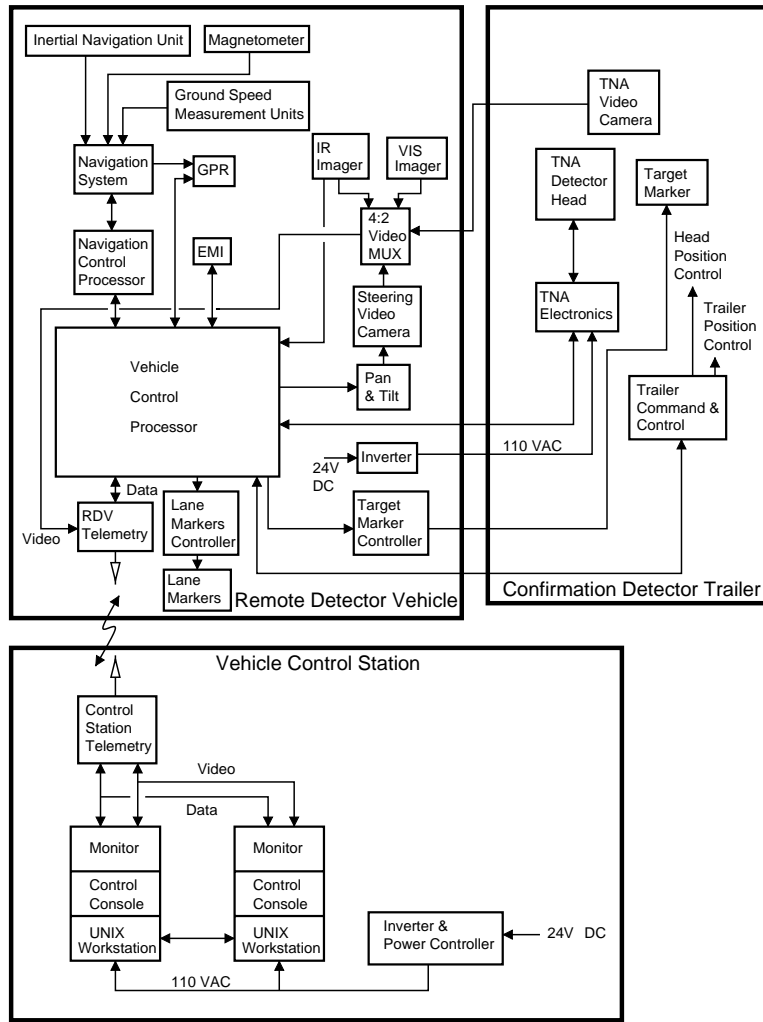 Inertial Navigation Unit
Magnetometer
Ground Speed
Measurement Units
Navigation
System
GPR
IR
Imager
VIS
Imager
4:2
Video
MUX
Navigation
Control
Processor
EMI
Steering
Video
Camera
Vehicle
Control
Processor
Pan
& Tilt
Inverter
24V
DC
110 VAC
Data
RDV
Telemetry
Video
Lane
Markers
Controller
Lane
Markers
Target
Marker
Controller
Remote Detector Vehicle
TNA
Video
Camera
TNA
Detector
Head
Target
Marker
Head
Position
Control
TNA
Electronics
Trailer
Position
Control
Trailer
Command &
Control
Confirmation Detector Trailer
Vehicle Control Station
Control
Station
Telemetry
Video
Data
Monitor
Control
Console
UNIX
Workstation
Monitor
Control
Console
UNIX
Workstation
Inverter &
Power Controller
24V DC
110 VAC